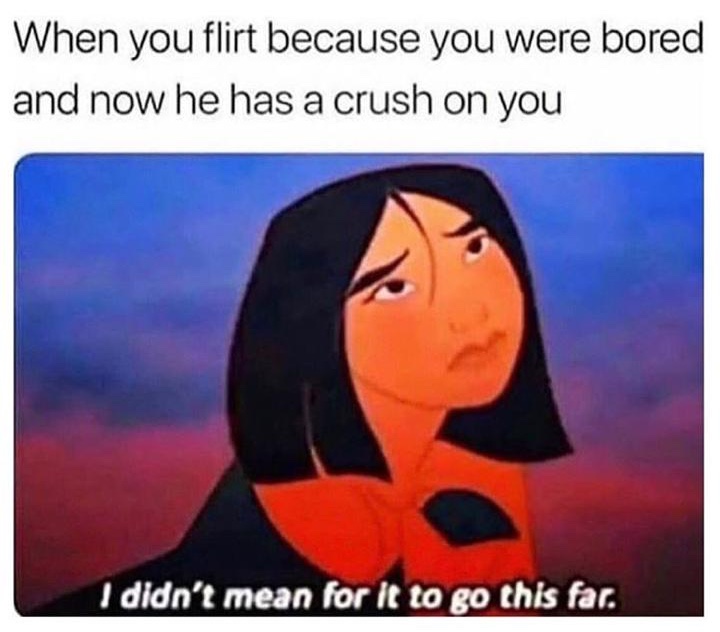 When you flirt because you were bored
and now he has a crush on you
I didn't mean for it to go this far.